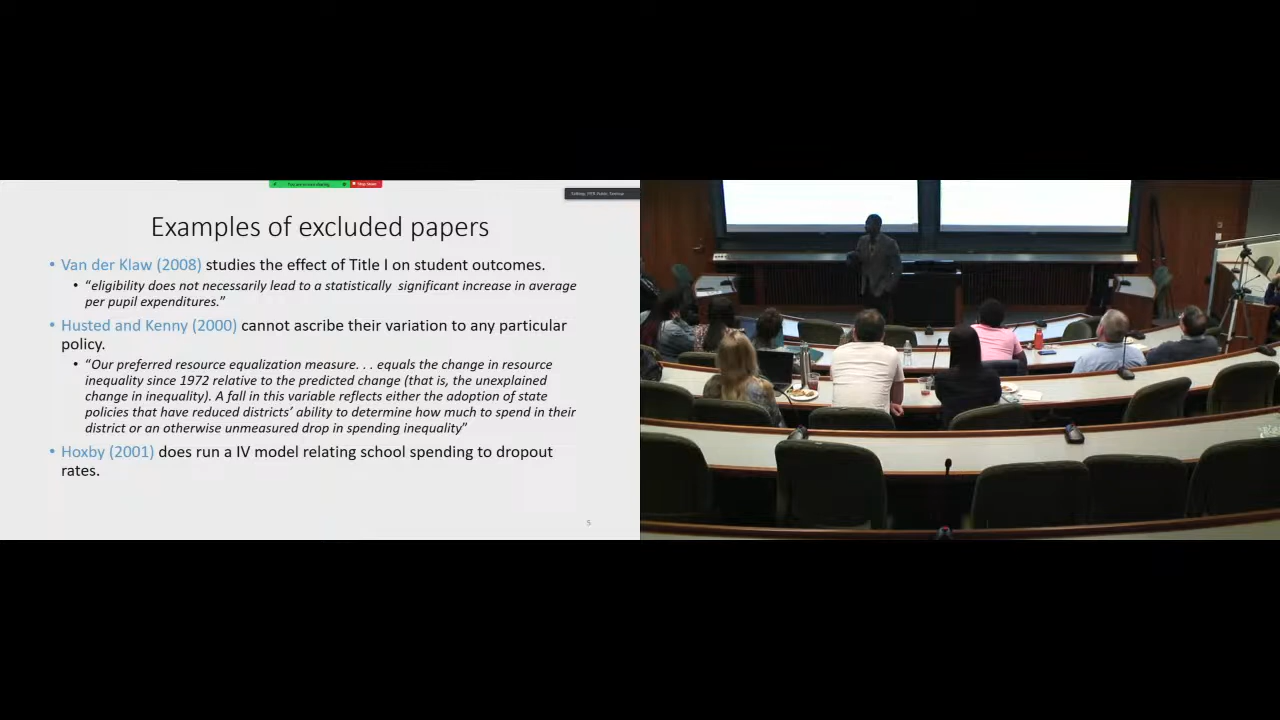 Examples of excluded papers
• Van der Klaw (2008) studies the effect of Title I on student outcomes.
• “eligibility does not necessarily lead to a statistically significant increase in average
per pupil expenditures.”
• Husted and Kenny (2000) cannot ascribe their variation to any particular
policy.
• “Our preferred resource equalization measure. . . equals the change in resource
inequality since 1972 relative to the predicted change (that is, the unexplained
change in inequality). A fall in this variable reflects either the adoption of state
policies that have reduced districts’ ability to determine how much to spend in their
district or an otherwise unmeasured drop in spending inequality”
• Hoxby (2001) does run a IV model relating school spending to dropout
rates.
5